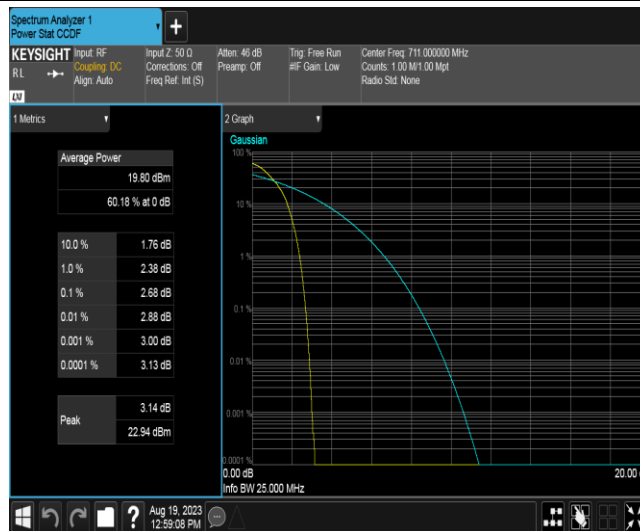 Spectrum Analyzer 1
Power Stat CCDF
+
KEYSIGHT
RL
LXI
Input: RF
Coupling: DC
Align: Auto
Input Z: 50 Ω
Corrections: Off
Freq Ref: Int (S)
Atten: 46 dB
Preamp: Off
Trig: Free Run
#IF Gain: Low
Center Freq: 711.000000 MHz
Counts: 1.00 M/1.00 Mpt
Radio Std: None
1 Metrics
Average Power
19.80 dBm
60.18 % at 0 dB
10.0 % 1.76 dB
1.0 % 2.38 dB
0.1 % 2.68 dB
0.01 % 2.88 dB
0.001 % 3.00 dB
0.0001 % 3.13 dB
Peak
3.14 dB
22.94 dBm
2 Graph
Gaussian
100 %
10 %
1 %
0.1 %
0.01 %
0.001 %
0.0001 %
0.00 dB
20.00
Info BW 25.000 MHz
?
Aug 19, 2023
12:59:08 PM